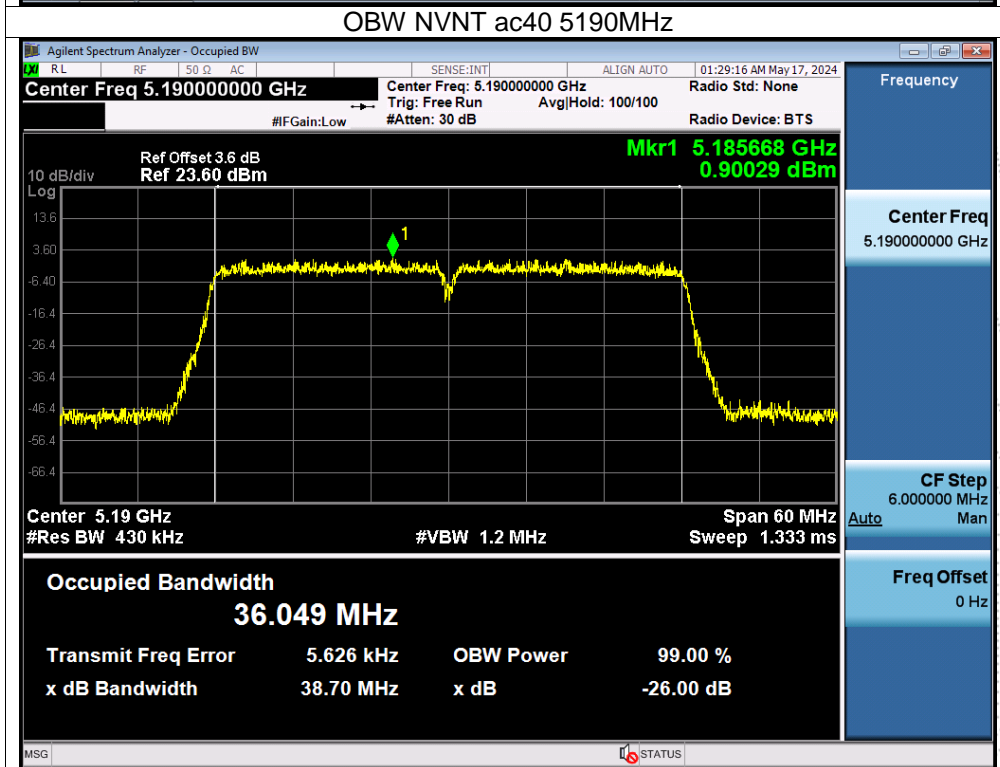 OBW NVNT ac40 5190MHz
Agilent Spectrum Analyzer - Occupied BW
LXI RL RF 50 Ω AC SENSE:INT ALIGN AUTO 01:29:16 AM May 17, 2024
Center Freq 5.190000000 GHz
Center Freq: 5.190000000 GHz
Radio Std: None
Trig: Free Run Avg|Hold: 100/100
#IFGain:Low #Atten: 30 dB Radio Device: BTS
Frequency
Mkr1 5.185668 GHz
0.90029 dBm
Ref Offset 3.6 dB
10 dB/div Ref 23.60 dBm
Log
13.6
3.60
-6.40
-16.4
-26.4
-36.4
-46.4
-56.4
-66.4
1
Center 5.19 GHz Span 60 MHz
#Res BW 430 kHz #VBW 1.2 MHz Sweep 1.333 ms
Occupied Bandwidth
36.049 MHz
Transmit Freq Error 5.626 kHz OBW Power 99.00 %
x dB Bandwidth 38.70 MHz x dB -26.00 dB
Center Freq
5.190000000 GHz
CF Step
6.000000 MHz
Auto Man
Freq Offset
0 Hz
MSG STATUS